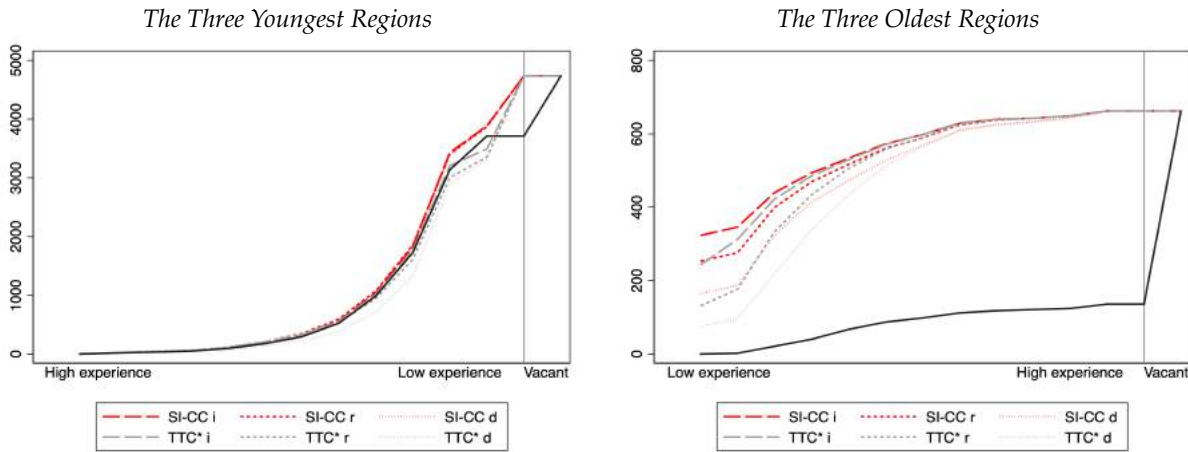 The Three Youngest Regions
5000
4000
3000
2000
1000
0
High experience Low experience Vacant
SI-CC i SI-CC r SI-CC d
TTC* i TTC* r TTC* d
The Three Oldest Regions
800
600
400
200
0
Low experience High experience Vacant
SI-CC i SI-CC r SI-CC d
TTC* i TTC* r TTC* d